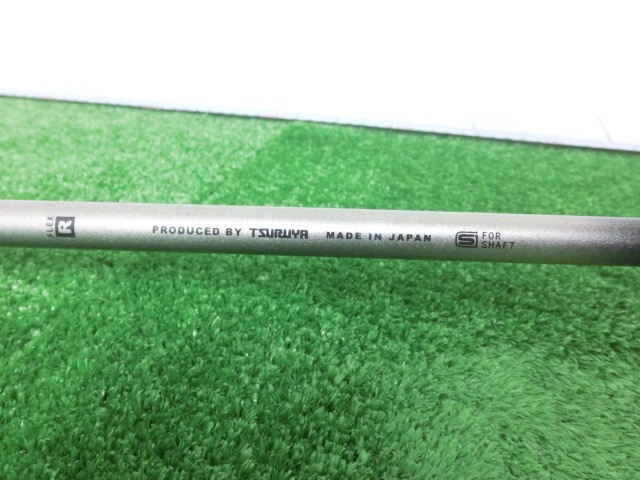 FLEX
R
PRODUCED BY TSURUYA MADE IN JAPAN
S FOR
SHAFT